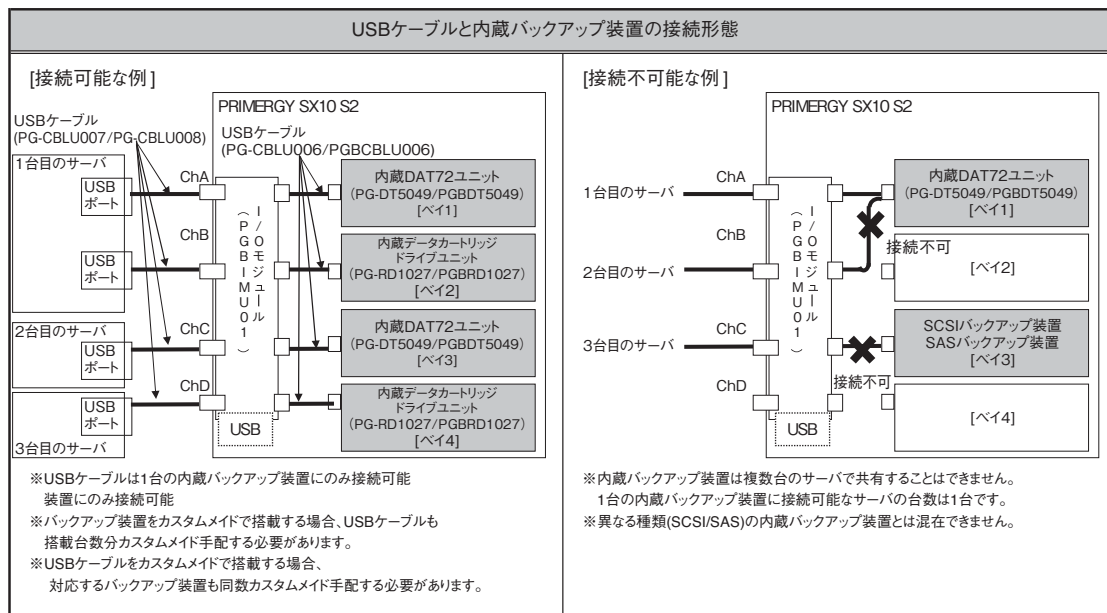 USBケーブルと内蔵バックアップ装置の接続形態
[接続可能な例]
USBケーブル
(PG-CBLU007/PG-CBLU008)
PRIMERGY SX10 S2
USBケーブル
(PG-CBLU006/PGBCBLU006)
1台目のサーバ
USB
ポート
ChA
内蔵DAT72ユニット
(PG-DT5049/PGBDT5049)
[ベイ1]
ChB
USB
ポート
I/Oモジュール
(PGBIMU01)
内蔵データカートリッジ
ドライブユニット
(PG-RD1027/PGBRD1027)
[ベイ2]
2台目のサーバ
USB
ポート
ChC
内蔵DAT72ユニット
(PG-DT5049/PGBDT5049)
[ベイ3]
ChD
USB
ポート
3台目のサーバ
内蔵データカートリッジ
ドライブユニット
(PG-RD1027/PGBRD1027)
[ベイ4]
USB
※USBケーブルは1台の内蔵バックアップ装置にのみ接続可能
装置にのみ接続可能
※バックアップ装置をカスタムメイドで搭載する場合、USBケーブルも
搭載台数分カスタムメイド手配する必要があります。
※USBケーブルをカスタムメイドで搭載する場合、
対応するバックアップ装置も同数カスタムメイド手配する必要があります。
[接続不可能な例]
PRIMERGY SX10 S2
1台目のサーバ
ChA
内蔵DAT72ユニット
(PG-DT5049/PGBDT5049)
[ベイ1]
ChB
I/Oモジュール
(PGBIMU01)
接続不可
2台目のサーバ
[ベイ2]
ChC
3台目のサーバ
SCSIバックアップ装置
SASバックアップ装置
[ベイ3]
接続不可
ChD
[ベイ4]
USB
※内蔵バックアップ装置は複数台のサーバで共有することはできません。
1台の内蔵バックアップ装置に接続可能なサーバの台数は1台です。
※異なる種類(SCSI/SAS)の内蔵バックアップ装置とは混在できません。